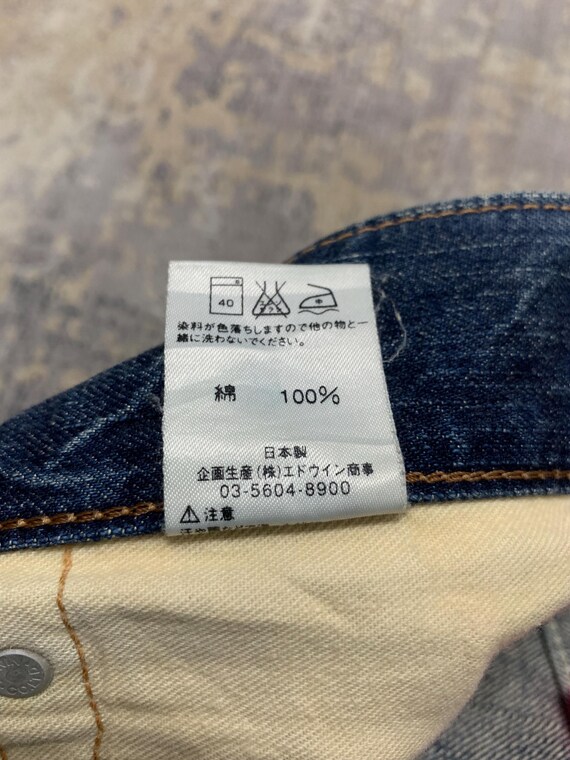 40
染料が色落ちしますので他の物と一
緒に洗わないでください。
綿 100%
日本製
企画生産(株)エドウイン商事
03-5604-8900
⚠注意